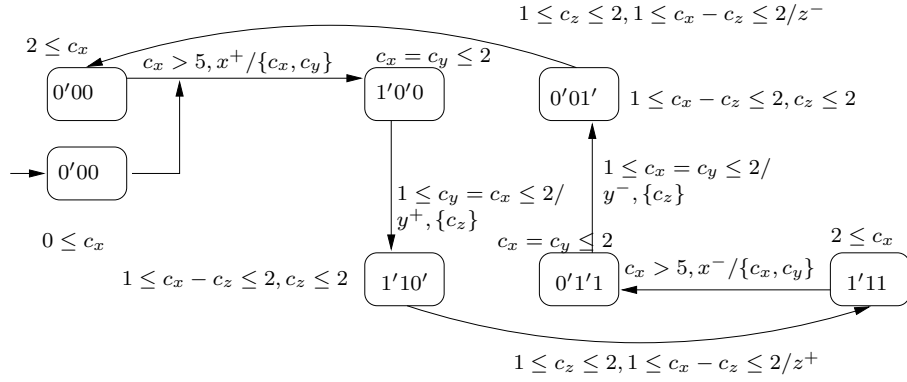 1 ≤ c_z ≤ 2, 1 ≤ c_x − c_z ≤ 2/z^−
2 ≤ c_x
c_x > 5, x^+/{c_x, c_y}
c_x = c_y ≤ 2
0′00
1′0′0
0′01′
1 ≤ c_x − c_z ≤ 2, c_z ≤ 2
0′00
1 ≤ c_y = c_x ≤ 2/
y^+, {c_z}
1 ≤ c_x = c_y ≤ 2/
y^−, {c_z}
0 ≤ c_x
c_x = c_y ≤ 2
2 ≤ c_x
1 ≤ c_x − c_z ≤ 2, c_z ≤ 2
1′10′
0′1′1
c_x > 5, x^−/{c_x, c_y}
1′11
1 ≤ c_z ≤ 2, 1 ≤ c_x − c_z ≤ 2/z^+